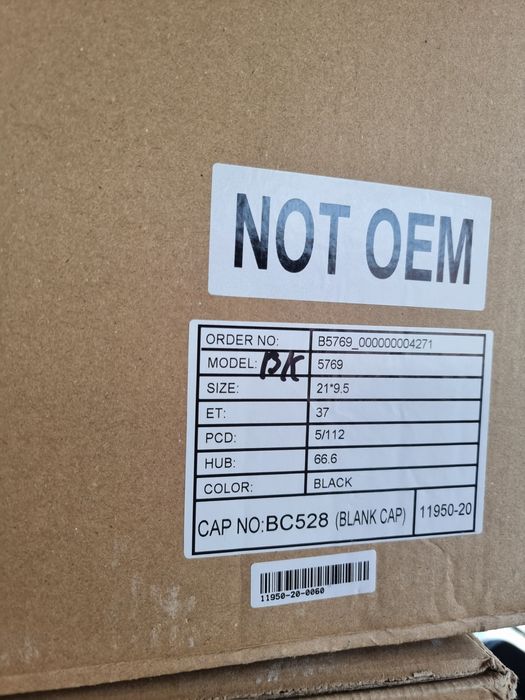 NOT OEM
ORDER NO: B5769_000000004271
MODEL: BK 5769
SIZE: 21*9.5
ET: 37
PCD: 5/112
HUB: 66.6
COLOR: BLACK
CAP NO:BC528 (BLANK CAP) 11950-20
11950-20-0060